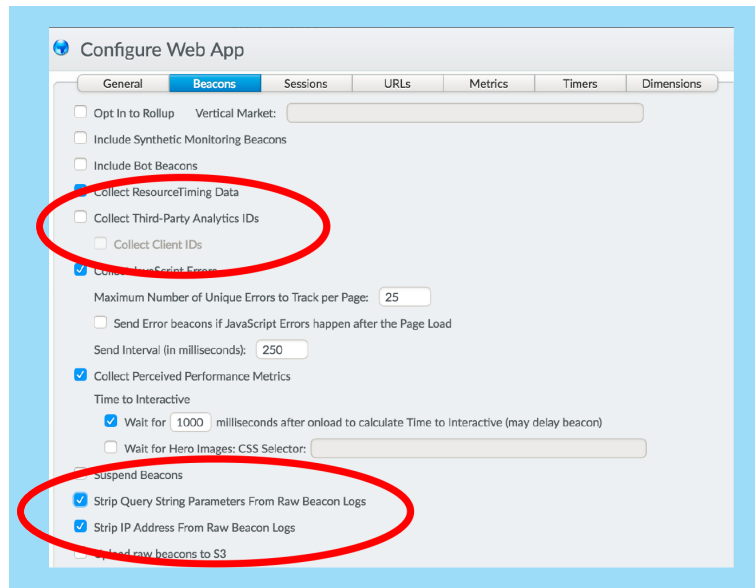 Configure Web App
General Beacons Sessions URLs Metrics Timers Dimensions
Opt In to Rollup Vertical Market:
Include Synthetic Monitoring Beacons
Include Bot Beacons
Collect ResourceTiming Data
Collect Third-Party Analytics IDs
Collect Client IDs
Collect JavaScript Errors
Maximum Number of Unique Errors to Track per Page: 25
Send Error beacons if JavaScript Errors happen after the Page Load
Send Interval (in milliseconds): 250
Collect Perceived Performance Metrics
Time to Interactive
Wait for 1000 milliseconds after onload to calculate Time to Interactive (may delay beacon)
Wait for Hero Images: CSS Selector:
Suspend Beacons
Strip Query String Parameters From Raw Beacon Logs
Strip IP Address From Raw Beacon Logs
Upload raw beacons to S3